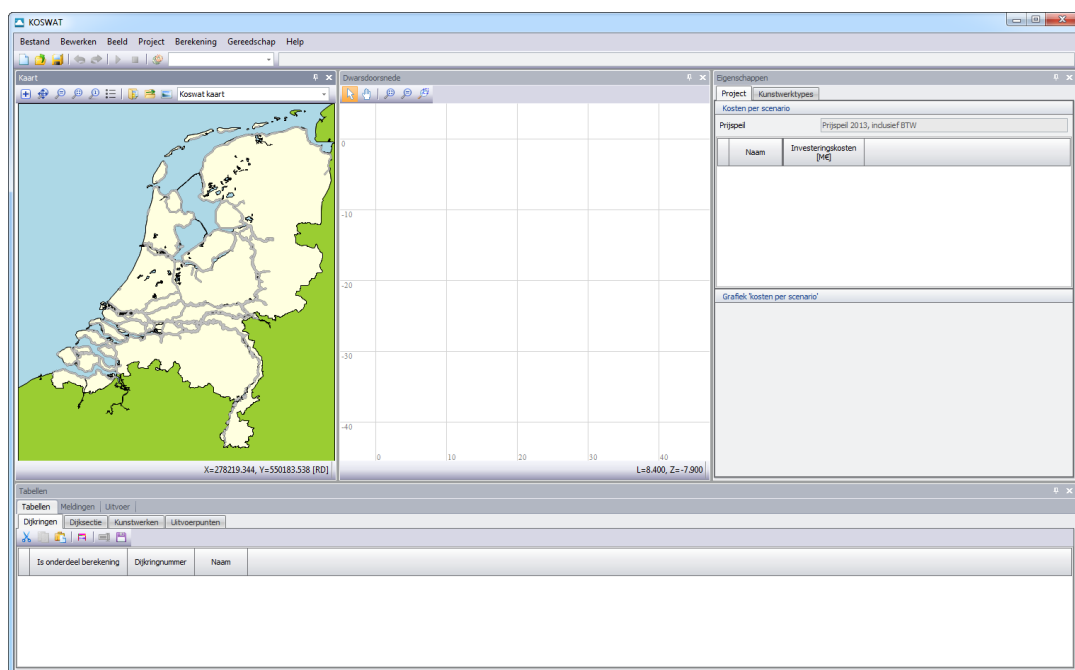 KOSWAT
Bestand Bewerken Beeld Project Berekening Gereedschap Help
Kaart
Koswat kaart
X=278219.344, Y=550183.538 [RD]
Dwarsdoorsnede
0
-10
-20
-30
-40
0 10 20 30 40
L=8.400, Z=-7.900
Eigenschappen
Project Kunstwerktypes
Kosten per scenario
Prijspeil Prijspeil 2013, inclusief BTW
Naam Investeringskosten
[M€]
Grafiek 'kosten per scenario'
Tabellen
Tabellen Meldingen Uitvoer
Dijkringen Dijksectie Kunstwerken Uitvoerpunten
Is onderdeel berekening Dijkringnummer Naam